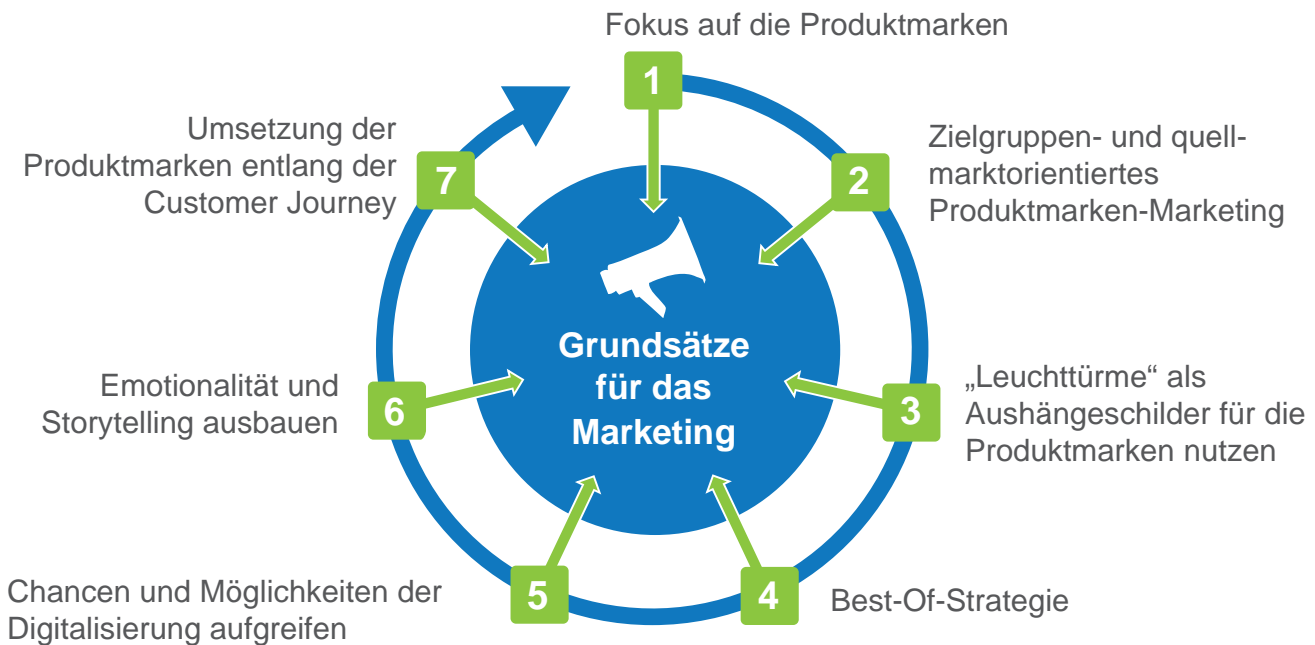 Fokus auf die Produktmarken
1
Zielgruppen- und quell-
marktorientiertes
Produktmarken-Marketing
2
„Leuchttürme“ als
Aushängeschilder für die
Produktmarken nutzen
3
Best-Of-Strategie
4
Chancen und Möglichkeiten der
Digitalisierung aufgreifen
5
Emotionalität und
Storytelling ausbauen
6
Umsetzung der
Produktmarken entlang der
Customer Journey
7
Grundsätze
für das
Marketing